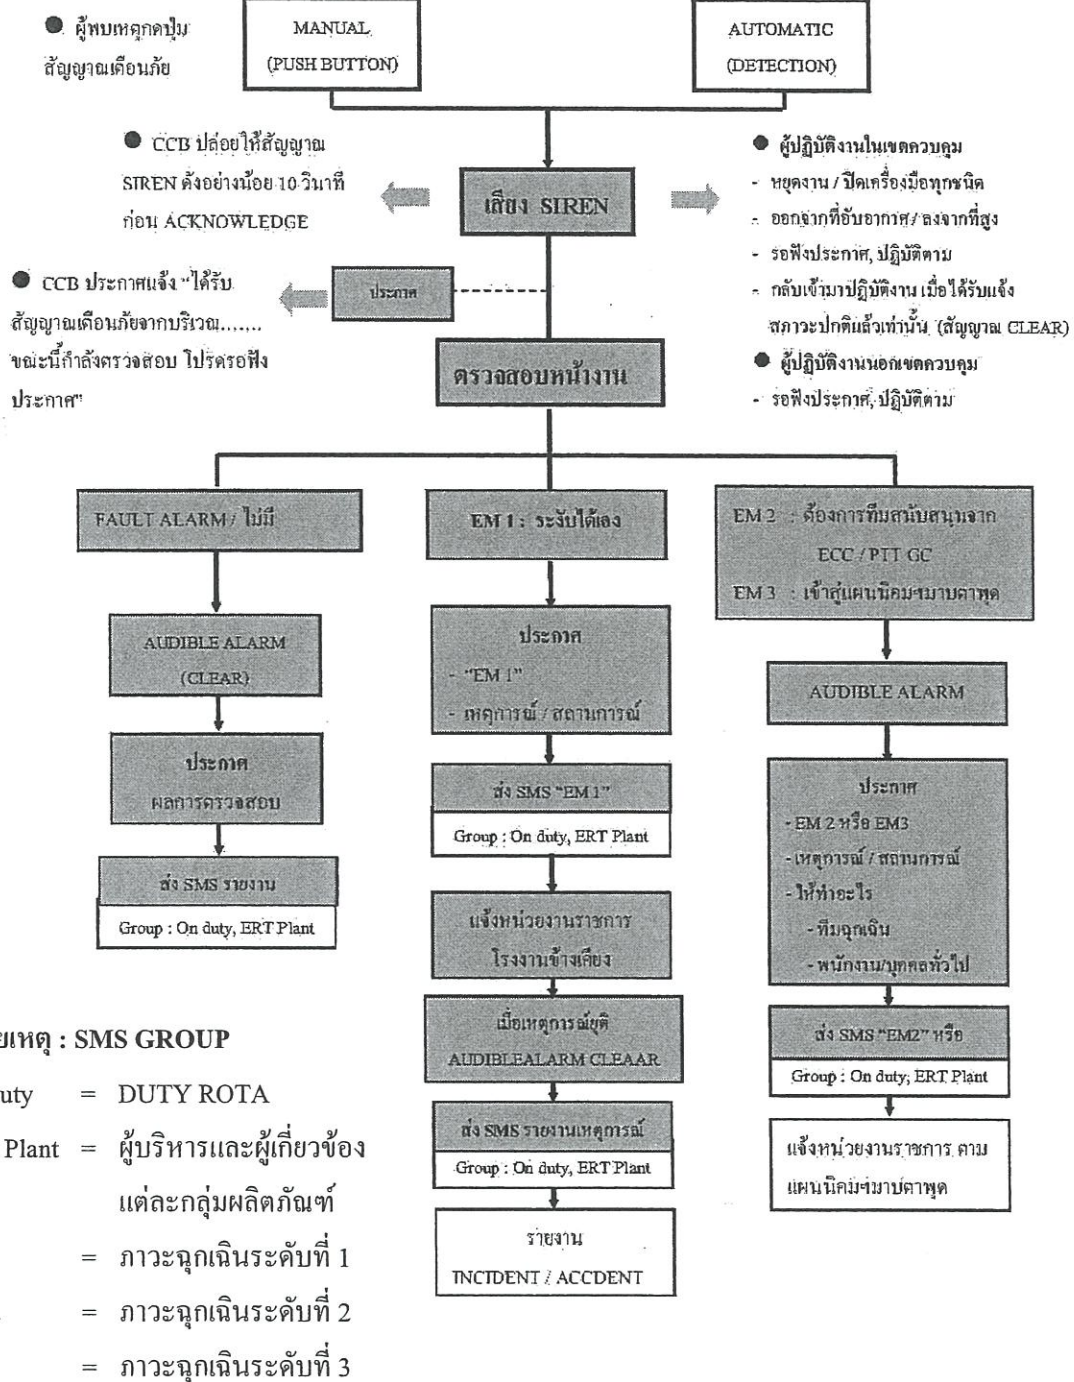 ● ผู้พบเหตุกดปุ่ม
สัญญาณเตือนภัย
MANUAL
(PUSH BUTTON)
AUTOMATIC
(DETECTION)
● CCB ปล่อยให้สัญญาณ
SIREN ดังอย่างน้อย 10 วินาที
ก่อน ACKNOWLEDGE
เสียง SIREN
● ผู้ปฏิบัติงานในเขตควบคุม
- หยุดงาน / ปิดเครื่องมือทุกชนิด
- ออกจากที่อับอากาศ / ลงจากที่สูง
- รอฟังประกาศ, ปฏิบัติตาม
- กลับเข้ามาปฏิบัติงาน เมื่อได้รับแจ้ง
สภาวะปกติแล้วเท่านั้น (สัญญาณ CLEAR)
● ผู้ปฏิบัติงานนอกเขตควบคุม
- รอฟังประกาศ, ปฏิบัติตาม
● CCB ประกาศแจ้ง "ได้รับ
สัญญาณเตือนภัยจากบริเวณ.......
ขณะนี้กำลังตรวจสอบ โปรดรอฟัง
ประกาศ"
ประกาศ
ตรวจสอบหน้างาน
FAULT ALARM / ไม่มี
AUDIBLE ALARM
(CLEAR)
ประกาศ
ผลการตรวจสอบ
ส่ง SMS รายงาน
Group : On duty, ERT Plant
EM 1 : ระงับได้เอง
ประกาศ
- "EM 1"
- เหตุการณ์ / สถานการณ์
ส่ง SMS "EM 1"
Group : On duty, ERT Plant
แจ้งหน่วยงานราชการ
โรงงานข้างเคียง
เมื่อเหตุการณ์ยุติ
AUDIBLEALARM CLEAAR
ส่ง SMS รายงานเหตุการณ์
Group : On duty, ERT Plant
รายงาน
INCIDENT / ACCDENT
EM 2 : ต้องการทีมสนับสนุนจาก
ECC / PTT GC
EM 3 : เข้าสู่แผนนิคมฯมาบตาพุด
AUDIBLE ALARM
ประกาศ
- EM 2 หรือ EM3
- เหตุการณ์ / สถานการณ์
- ให้ทำอะไร
- ทีมฉุกเฉิน
- พนักงาน/บุคคลทั่วไป
ส่ง SMS "EM2" หรือ
Group : On duty, ERT Plant
แจ้งหน่วยงานราชการ ตาม
แผนนิคมฯมาบตาพุด
ยเหตุ : SMS GROUP
uty = DUTY ROTA
Plant = ผู้บริหารและผู้เกี่ยวข้อง
แต่ละกลุ่มผลิตภัณฑ์
= ภาวะฉุกเฉินระดับที่ 1
= ภาวะฉุกเฉินระดับที่ 2
= ภาวะฉุกเฉินระดับที่ 3